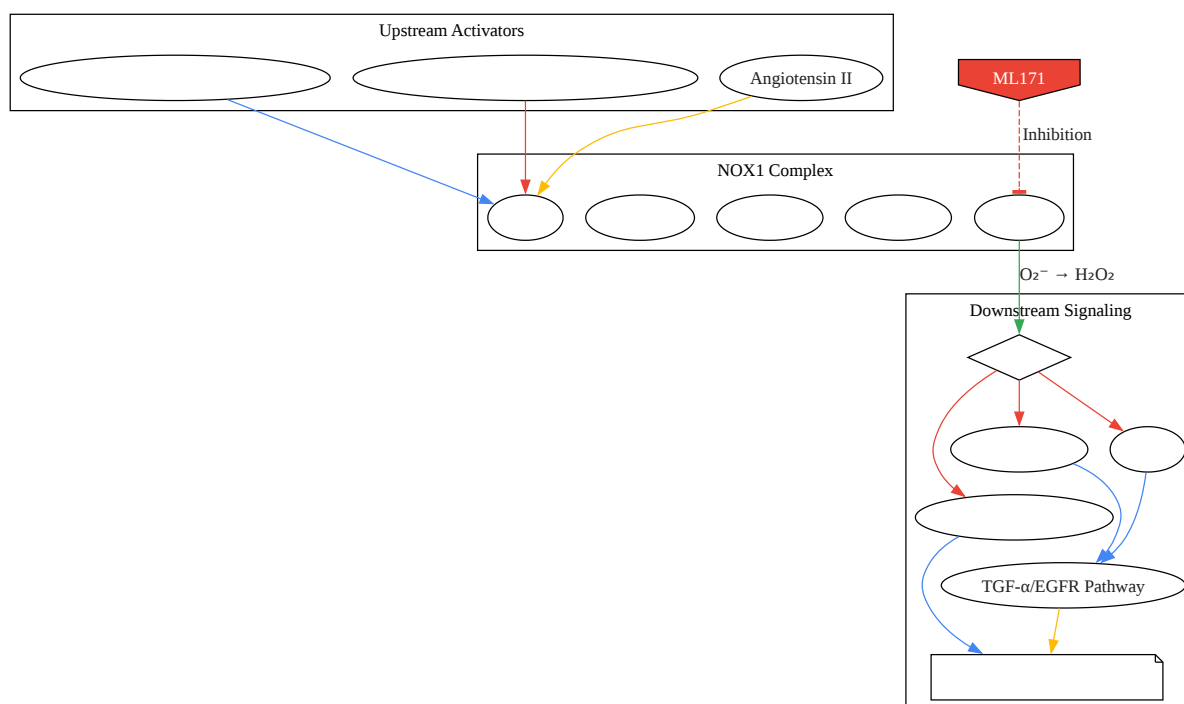 Upstream Activators
Angiotensin II
ML171
Inhibition
NOX1 Complex
O₂⁻ → H₂O₂
Downstream Signaling
TGF-α/EGFR Pathway